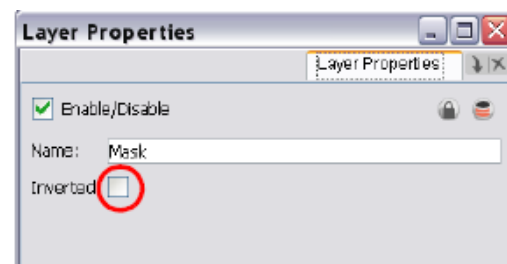 Layer Properties
Layer Properties
Enable/Disable
Name: Mask
Inverted